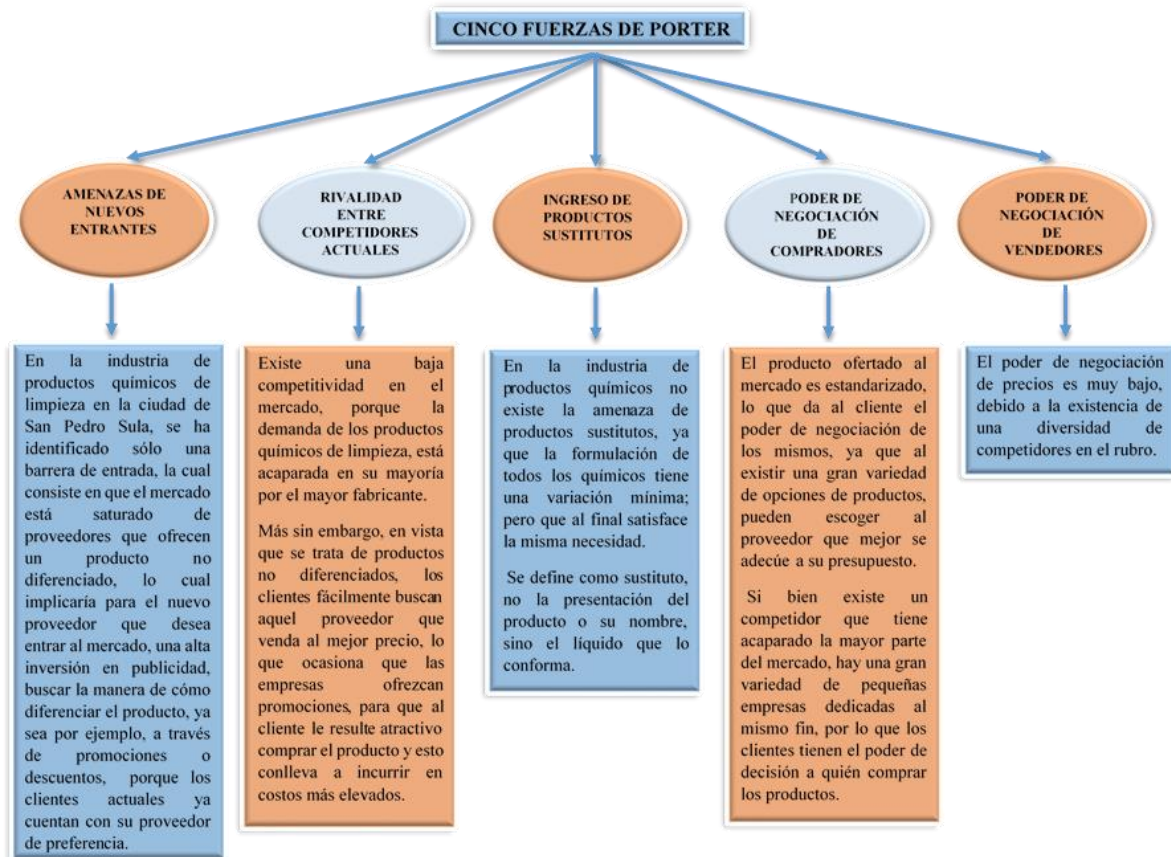 CINCO FUERZAS DE PORTER
AMENAZAS DE
NUEVOS
ENTRANTES
RIVALIDAD
ENTRE
COMPETIDORES
ACTUALES
INGRESO DE
PRODUCTOS
SUSTITUTOS
PODER DE
NEGOCIACIÓN
DE
COMPRADORES
PODER DE
NEGOCIACIÓN
DE
VENDEDORES
En la industria de
productos químicos de
limpieza en la ciudad de
San Pedro Sula, se ha
identificado sólo una
barrera de entrada, la cual
consiste en que el mercado
está saturado de
proveedores que ofrecen
un producto no
diferenciado, lo cual
implicaría para el nuevo
proveedor que desea
entrar al mercado, una alta
inversión en publicidad,
buscar la manera de cómo
diferenciar el producto, ya
sea por ejemplo, a través
de promociones o
descuentos, porque los
clientes actuales ya
cuentan con su proveedor
de preferencia.
Existe una baja
competitividad en el
mercado, porque la
demanda de los productos
químicos de limpieza, está
acaparada en su mayoría
por el mayor fabricante.
Más sin embargo, en vista
que se trata de productos
no diferenciados, los
clientes fácilmente buscan
aquel proveedor que
venda al mejor precio, lo
que ocasiona que las
empresas ofrezcan
promociones, para que al
cliente le resulte atractivo
comprar el producto y esto
conlleva a incurrir en
costos más elevados.
En la industria de
productos químicos no
existe la amenaza de
productos sustitutos, ya
que la formulación de
todos los químicos tiene
una variación mínima;
pero que al final satisface
la misma necesidad.
Se define como sustituto,
no la presentación del
producto o su nombre,
sino el líquido que lo
conforma.
El producto ofertado al
mercado es estandarizado,
lo que da al cliente el
poder de negociación de
los mismos, ya que al
existir una gran variedad
de opciones de productos,
pueden escoger al
proveedor que mejor se
adecúe a su presupuesto.
Si bien existe un
competidor que tiene
acaparado la mayor parte
del mercado, hay una gran
variedad de pequeñas
empresas dedicadas al
mismo fin, por lo que los
clientes tienen el poder de
decisión a quién comprar
los productos.
El poder de negociación
de precios es muy bajo,
debido a la existencia de
una diversidad de
competidores en el rubro.